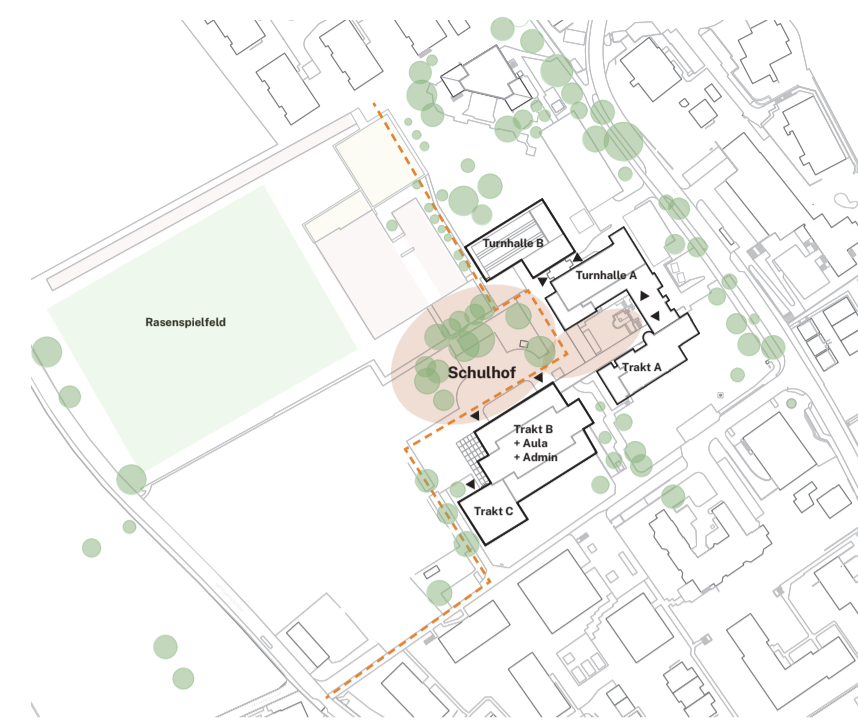 Turnhalle B
Turnhalle A
Rasenspielfeld
Schulhof
Trakt A
Trakt B
+ Aula
+ Admin
Trakt C